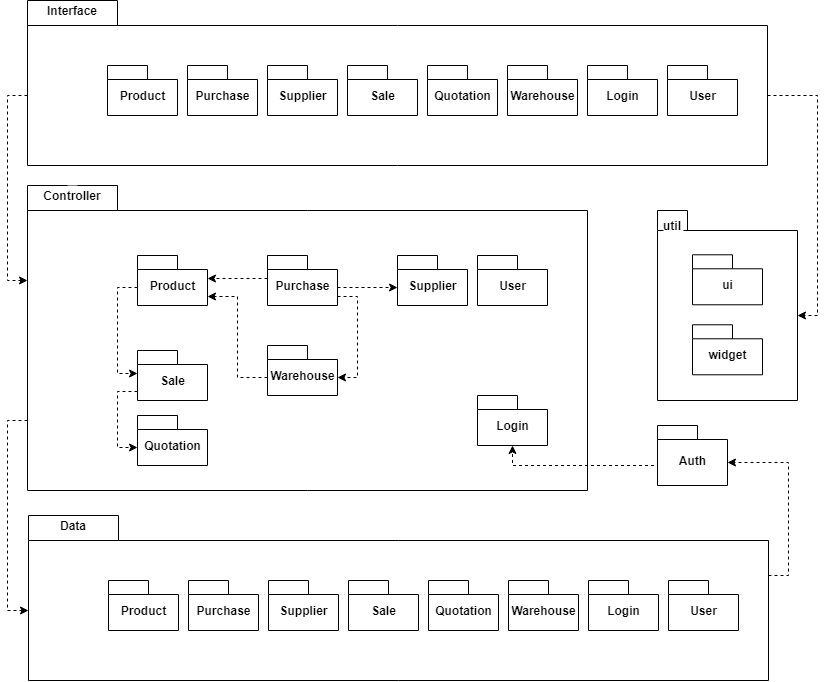 Interface
Product
Purchase
Supplier
Sale
Quotation
Warehouse
Login
User
Controller
Product
Purchase
Supplier
User
Sale
Warehouse
Quotation
Login
util
ui
widget
Auth
Data
Product
Purchase
Supplier
Sale
Quotation
Warehouse
Login
User